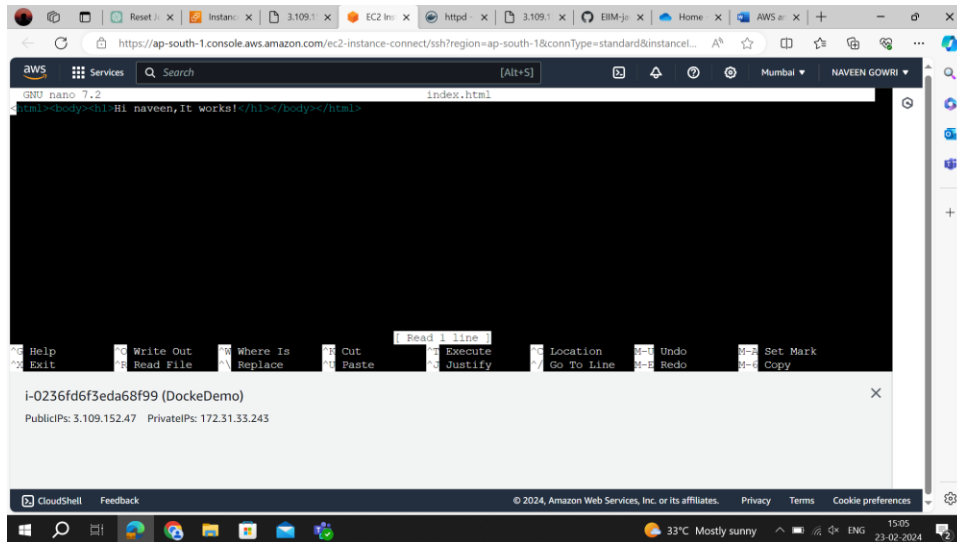 Reset Jc
Instanc
3.109.1
EC2 Ins
httpd -
3.109.1
EIIM-je
Home -
AWS as
https://ap-south-1.console.aws.amazon.com/ec2-instance-connect/ssh?region=ap-south-1&connType=standard&instanceI...
aws Services Search [Alt+S] Mumbai NAVEEN GOWRI
GNU nano 7.2 index.html
<html><body><h1>Hi naveen,It works!</h1></body></html>
[ Read 1 line ]
^G Help ^O Write Out ^W Where Is ^K Cut ^T Execute ^C Location M-U Undo M-A Set Mark
^X Exit ^R Read File ^\ Replace ^U Paste ^J Justify ^/ Go To Line M-E Redo M-6 Copy
i-0236fd6f3eda68f99 (DockeDemo)
PublicIPs: 3.109.152.47 PrivateIPs: 172.31.33.243
CloudShell Feedback © 2024, Amazon Web Services, Inc. or its affiliates. Privacy Terms Cookie preferences
33°C Mostly sunny ENG 15:05
23-02-2024
2